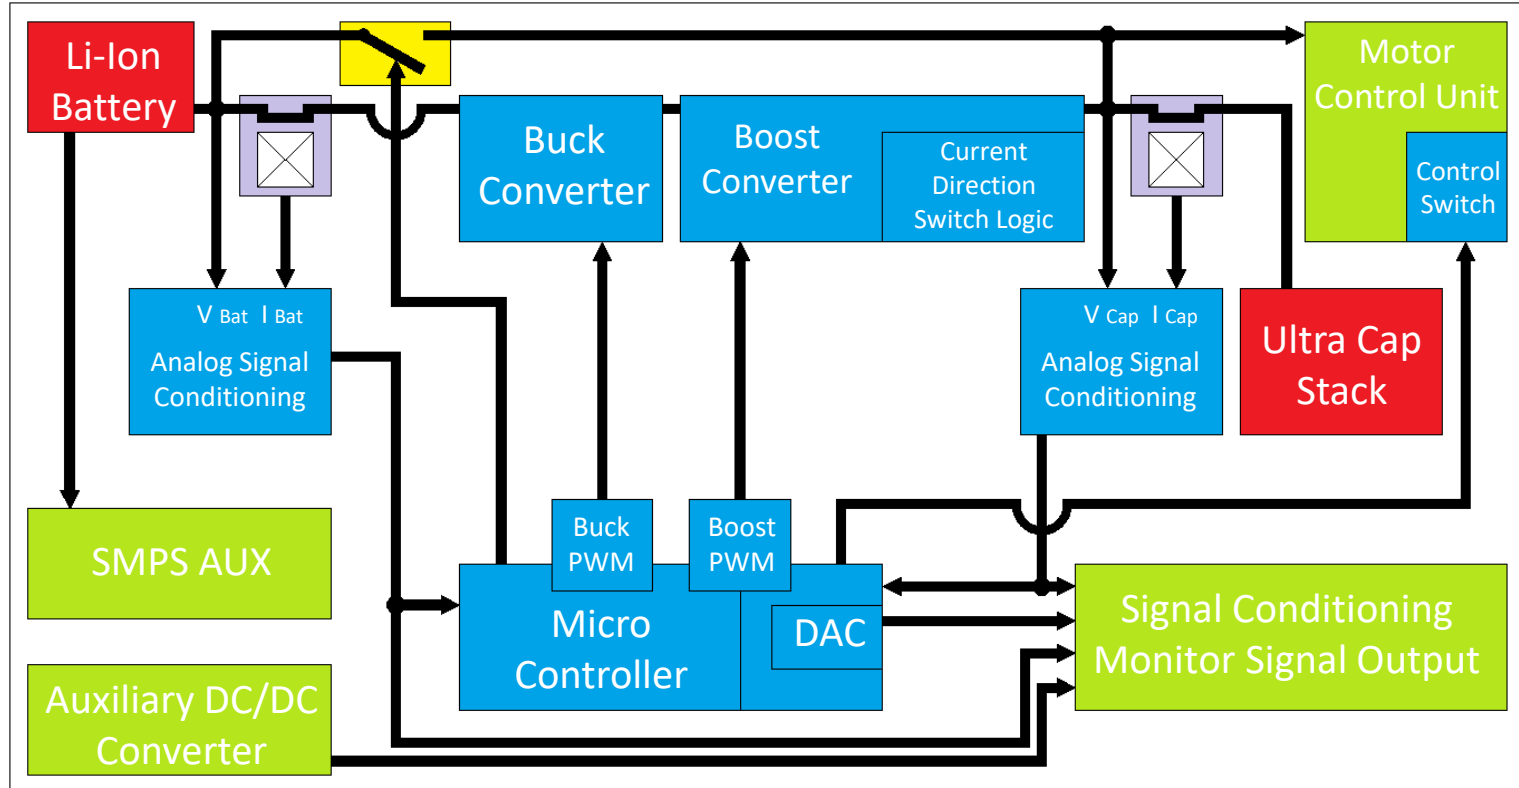 Li-Ion
Battery
Motor
Control Unit
Control
Switch
Buck
Converter
Boost
Converter
Current
Direction
Switch Logic
V Bat I Bat
Analog Signal
Conditioning
V Cap I Cap
Analog Signal
Conditioning
Ultra Cap
Stack
SMPS AUX
Buck
PWM
Boost
PWM
Micro
Controller
DAC
Signal Conditioning
Monitor Signal Output
Auxiliary DC/DC
Converter